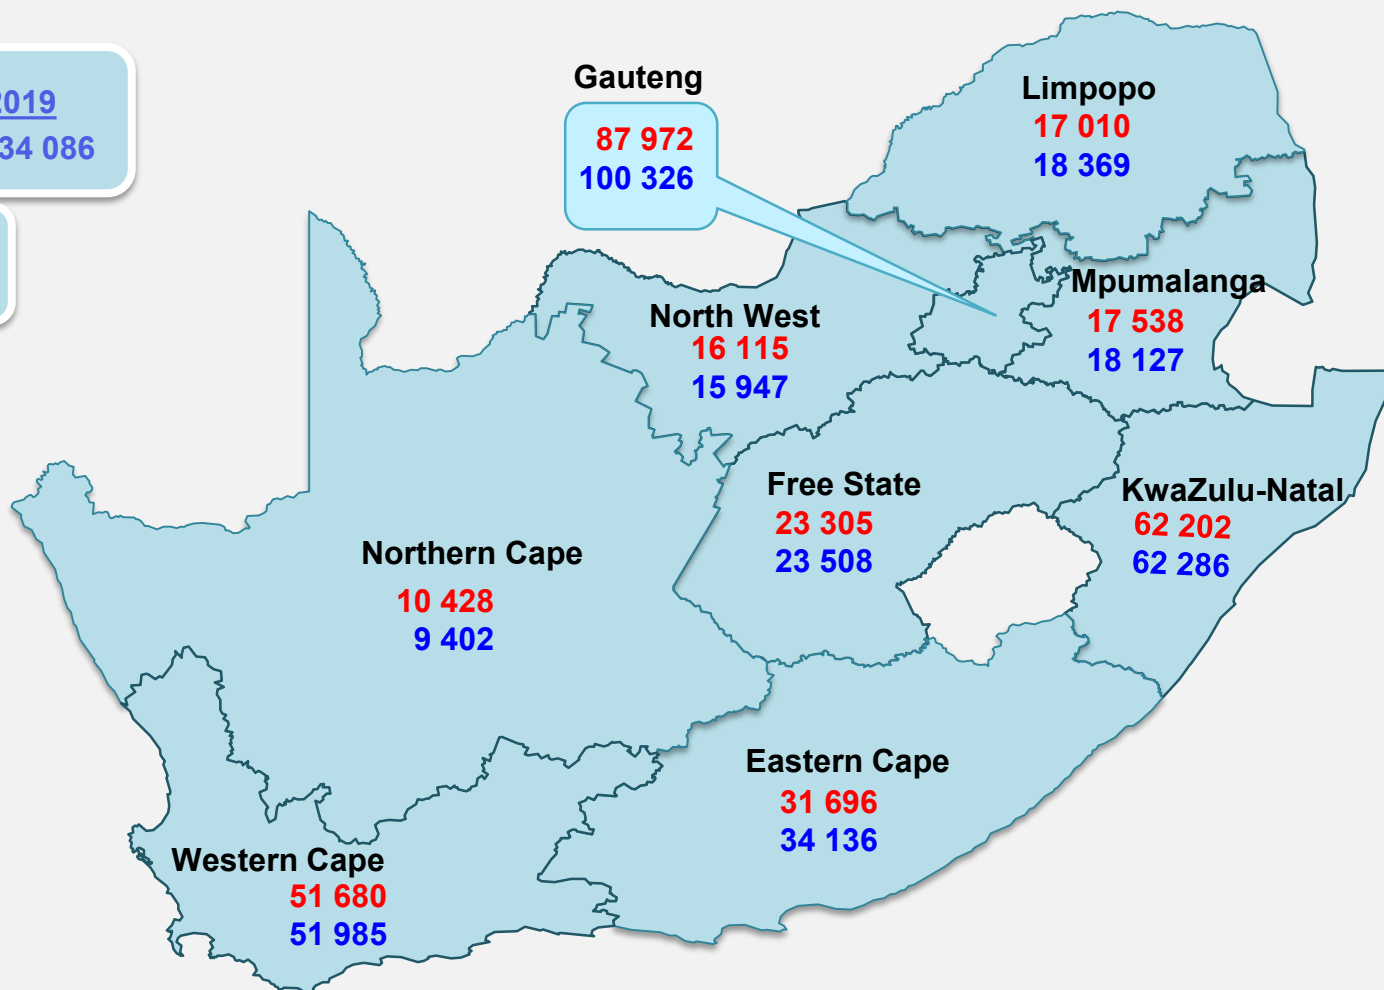 2019
34 086
Gauteng
87 972
100 326
Limpopo
17 010
18 369
Mpumalanga
17 538
18 127
North West
16 115
15 947
Free State
23 305
23 508
KwaZulu-Natal
62 202
62 286
Northern Cape
10 428
9 402
Eastern Cape
31 696
34 136
Western Cape
51 680
51 985